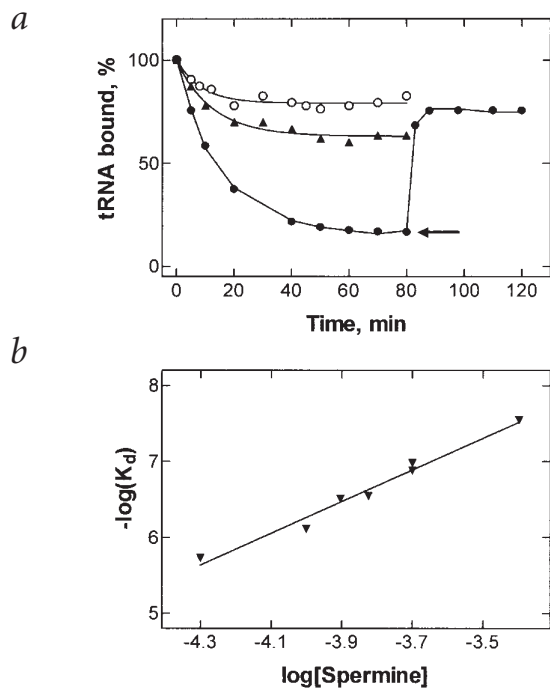 a
tRNA bound, %
100
50
0
0 20 40 60 80 100 120
Time, min
b
-log(Kd)
8
7
6
5
-4.3 -4.1 -3.9 -3.7 -3.5
log[Spermine]